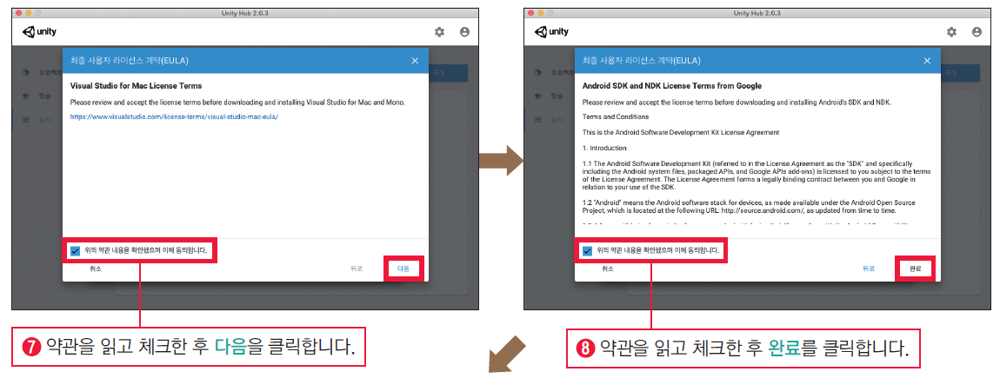 Unity Hub 2.0.3
unity
최종 사용자 라이선스 계약(EULA)
Visual Studio for Mac License Terms
Please review and accept the license terms before downloading and installing Visual Studio for Mac and Mono.
https://www.visualstudio.com/license-terms/visual-studio-mac-eula/
학습
설치
추가
위의 약관 내용을 확인했으며 이에 동의합니다.
취소
뒤로
다음
7 약관을 읽고 체크한 후 다음을 클릭합니다.
Unity Hub 2.0.3
unity
최종 사용자 라이선스 계약(EULA)
Android SDK and NDK License Terms from Google
Please review and accept the license terms before downloading and installing Android's SDK and NDK.
Terms and Conditions
This is the Android Software Development Kit License Agreement
1. Introduction
1.1 The Android Software Development Kit (referred to in the License Agreement as the "SDK" and specifically
including the Android system files, packaged APIs, and Google APIs add-ons) is licensed to you subject to the terms
of the License Agreement. The License Agreement forms a legally binding contract between you and Google in
relation to your use of the SDK.
1.2 "Android" means the Android software stack for devices, as made available under the Android Open Source
Project, which is located at the following URL: http://source.android.com/, as updated from time to time.
학습
설치
추가
위의 약관 내용을 확인했으며 이에 동의합니다.
취소
뒤로
완료
8 약관을 읽고 체크한 후 완료를 클릭합니다.